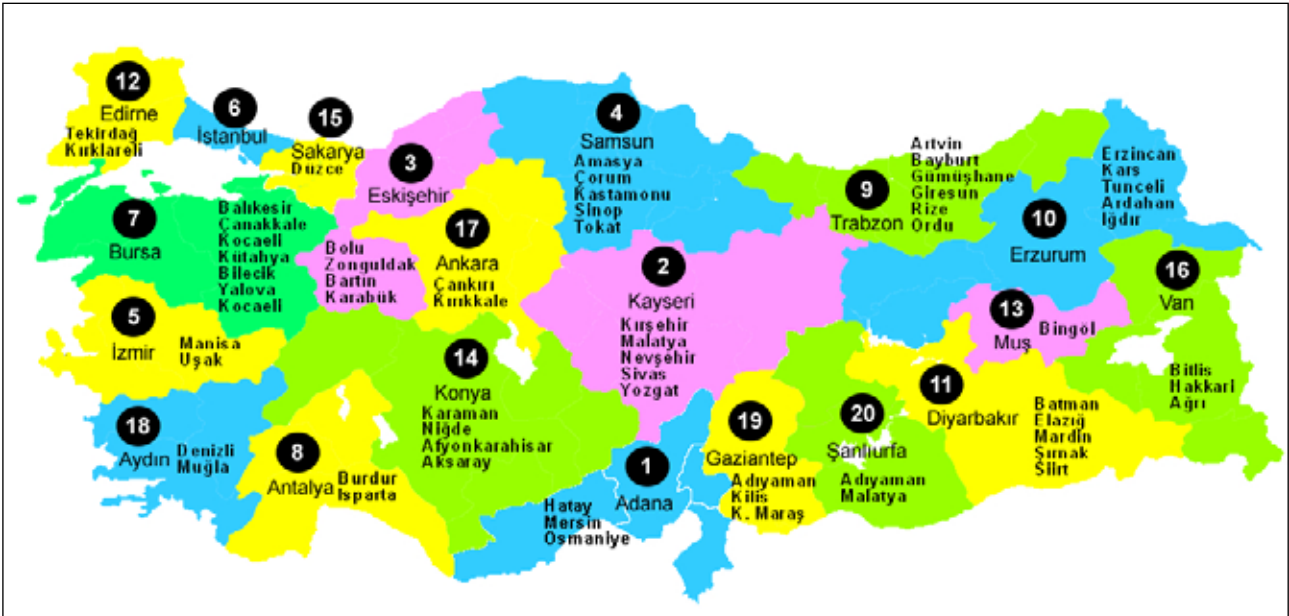 12
Edirne
Tekirdağ
Kırklareli
6
İstanbul
15
Sakarya
Düzce
3
Eskişehir
Bolu
Zonguldak
Bartın
Karabük
4
Samsun
Amasya
Çorum
Kastamonu
Sinop
Tokat
9
Trabzon
Artvin
Bayburt
Gümüşhane
Giresun
Rize
Ordu
10
Erzurum
Erzincan
Kars
Tunceli
Ardahan
Iğdır
7
Bursa
Balıkesir
Çanakkale
Kocaeli
Kütahya
Bilecik
Yalova
Kocaeli
17
Ankara
Çankırı
Kırıkkale
2
Kayseri
Kırşehir
Malatya
Nevşehir
Sivas
Yozgat
16
Van
Bitlis
Hakkari
Ağrı
13
Muş
Bingöl
5
İzmir
Manisa
Uşak
14
Konya
Karaman
Niğde
Afyonkarahisar
Aksaray
11
Diyarbakır
Batman
Elazığ
Mardin
Şırnak
Siirt
18
Aydın
Denizli
Muğla
8
Antalya
Burdur
Isparta
1
Adana
Hatay
Mersin
Osmaniye
19
Gaziantep
Adıyaman
Kilis
K. Maraş
20
Şanlıurfa
Adıyaman
Malatya